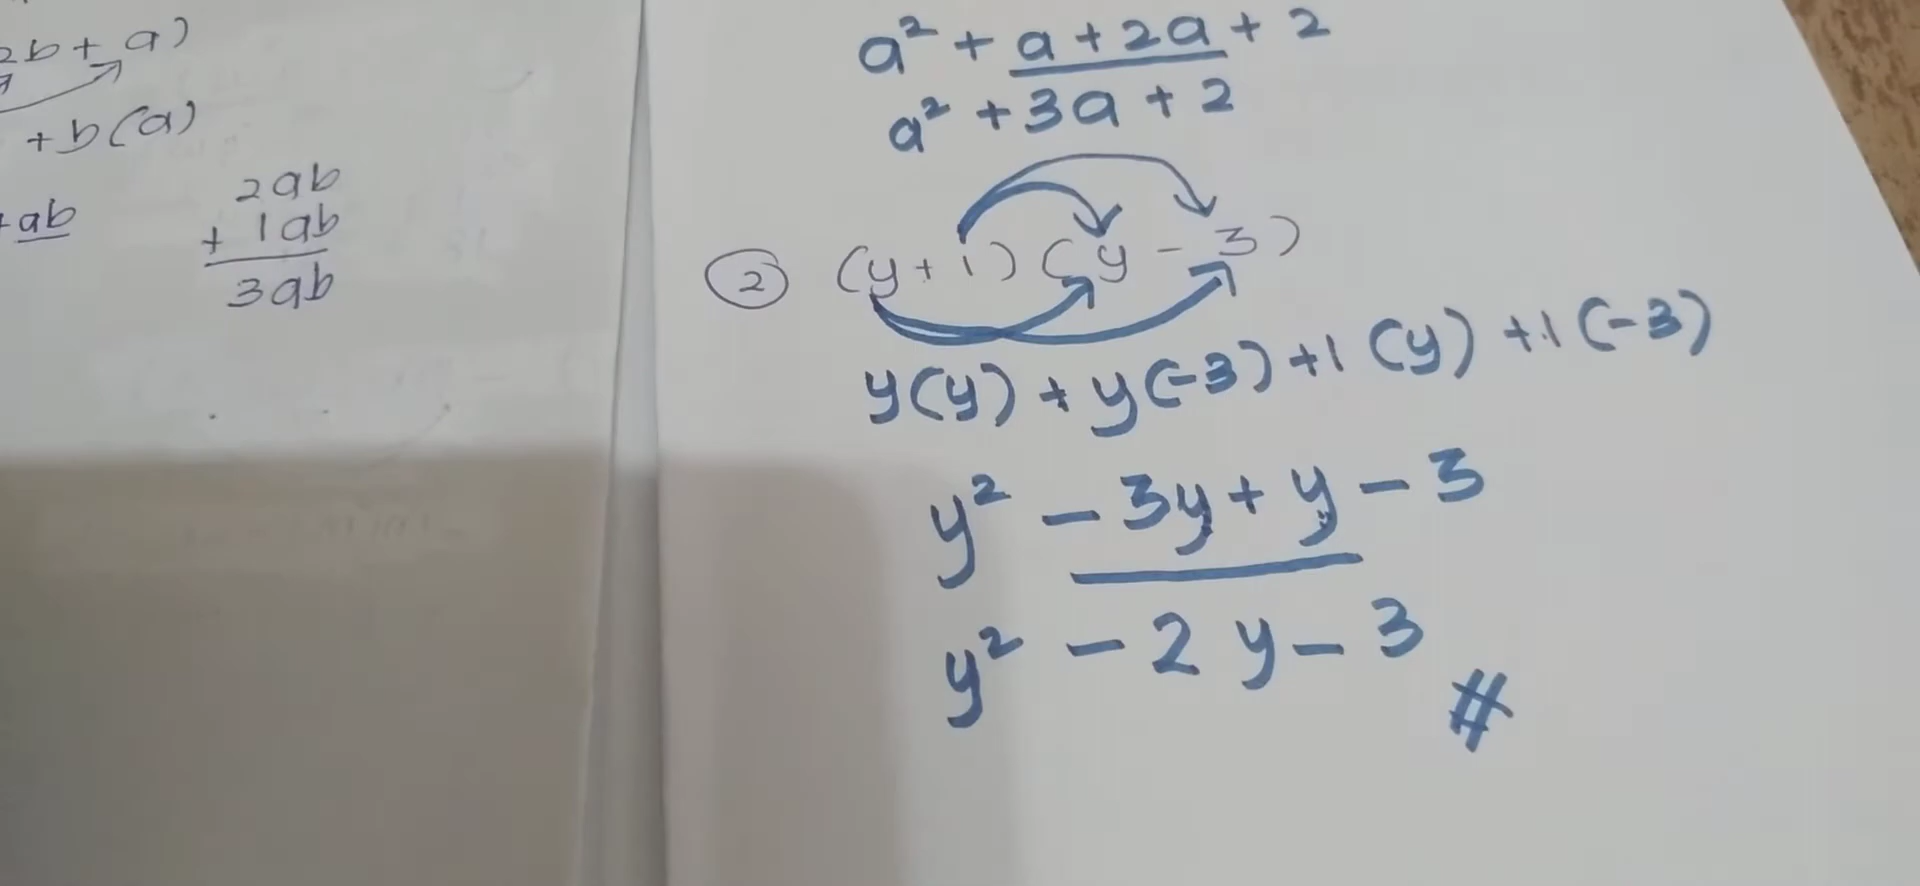 2b + a)
+ b(a)
+ab
2ab
+ 1ab
3ab
a² + a + 2a + 2
a² + 3a + 2
② (y + 1)(y - 3)
y(y) + y(-3) + 1(y) + 1(-3)
y² - 3y + y - 3
y² - 2y - 3 #